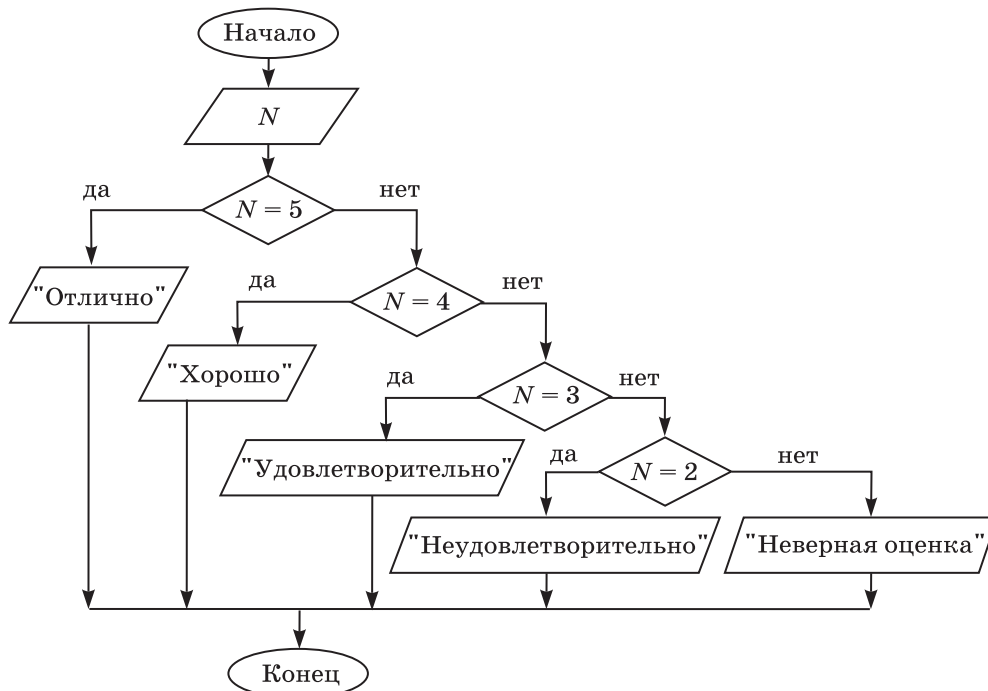 Начало
N
да
нет
N = 5
"Отлично"
да
нет
N = 4
"Хорошо"
да
нет
N = 3
"Удовлетворительно"
да
нет
N = 2
"Неудовлетворительно"
"Неверная оценка"
Конец